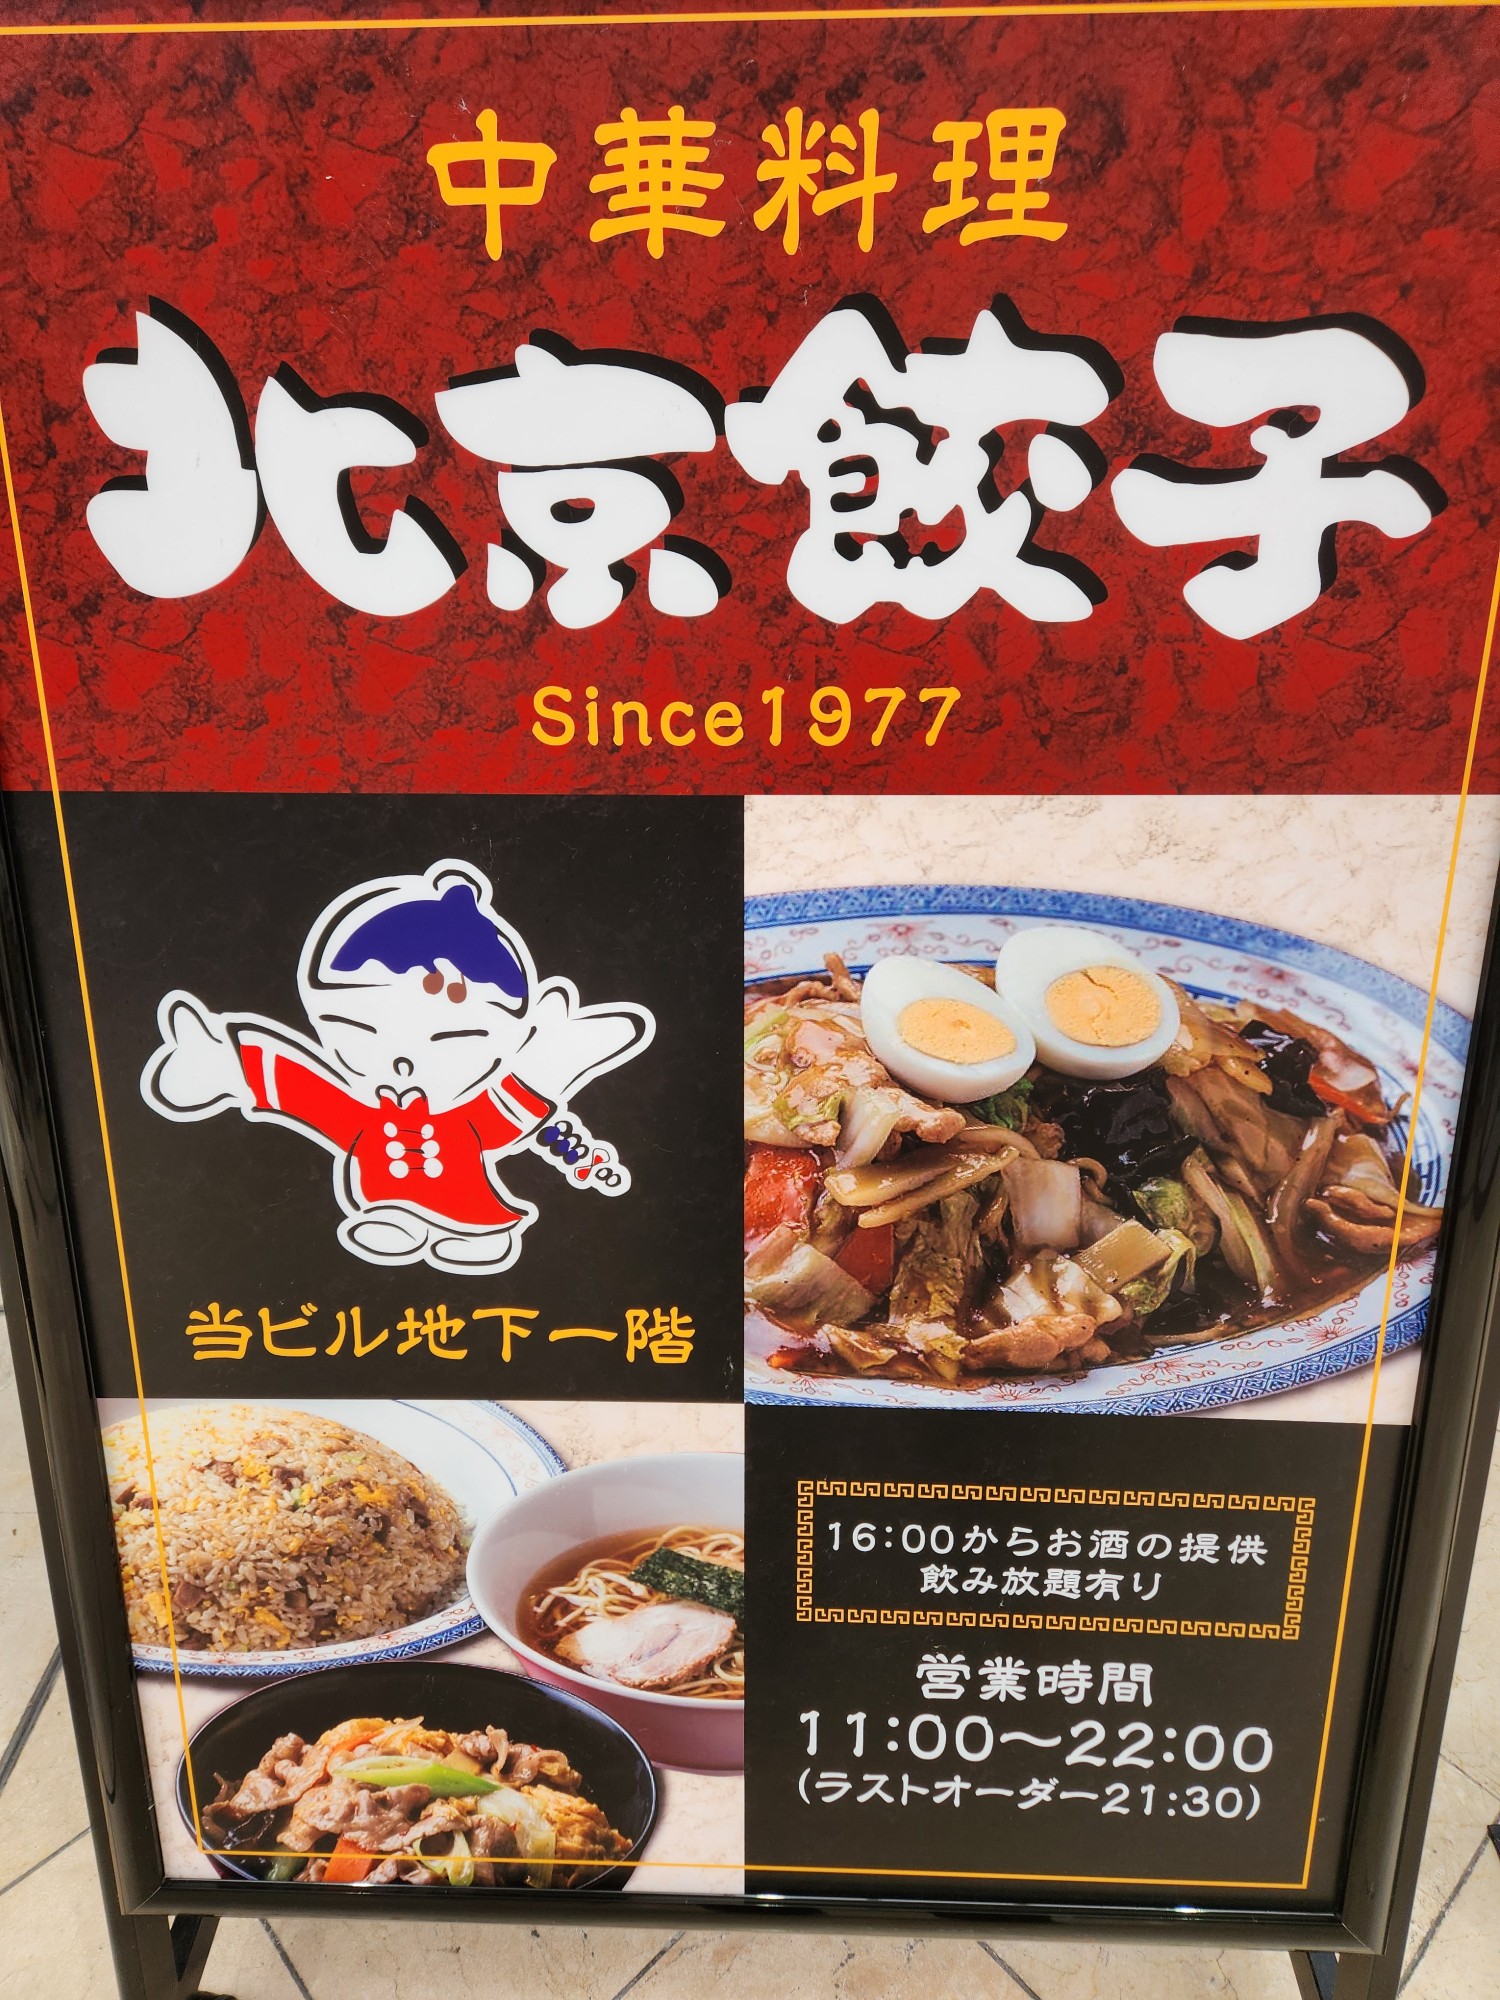 中華料理
北京餃子
Since1977
当ビル地下一階
16:00からお酒の提供
飲み放題有り
営業時間
11:00～22:00
(ラストオーダー21:30)